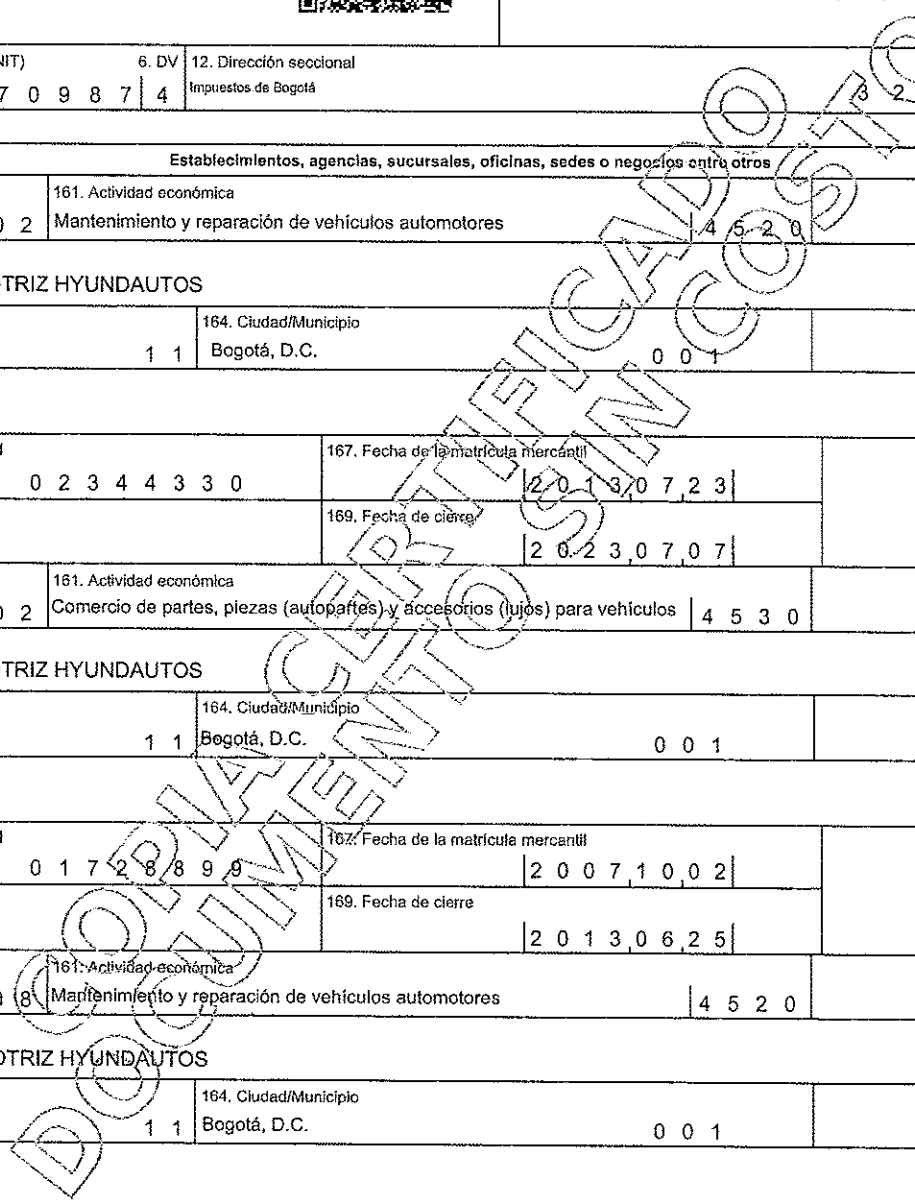 NIT) 6. DV 12. Dirección seccional
7 0 9 8 7 4 Impuestos de Bogotá 3 2
Establecimientos, agencias, sucursales, oficinas, sedes o negocios entre otros
161. Actividad económica
0 2 Mantenimiento y reparación de vehículos automotores 4 5 2 0
TRIZ HYUNDAUTOS
164. Ciudad/Municipio
1 1 Bogotá, D.C. 0 0 1
167. Fecha de la matrícula mercantil
0 2 3 4 4 3 3 0 2 0 1 3 0 7 2 3
169. Fecha de cierre
2 0 2 3 0 7 0 7
161. Actividad económica
0 2 Comercio de partes, piezas (autopartes) y accesorios (lujos) para vehículos 4 5 3 0
TRIZ HYUNDAUTOS
164. Ciudad/Municipio
1 1 Bogotá, D.C. 0 0 1
167. Fecha de la matrícula mercantil
0 1 7 2 8 8 9 9 2 0 0 7 1 0 0 2
169. Fecha de cierre
2 0 1 3 0 6 2 5
161. Actividad económica
8 Mantenimiento y reparación de vehículos automotores 4 5 2 0
OTRIZ HYUNDAUTOS
164. Ciudad/Municipio
1 1 Bogotá, D.C. 0 0 1
COPIA CERTIFICADO
DOCUMENTO SIN COSTO